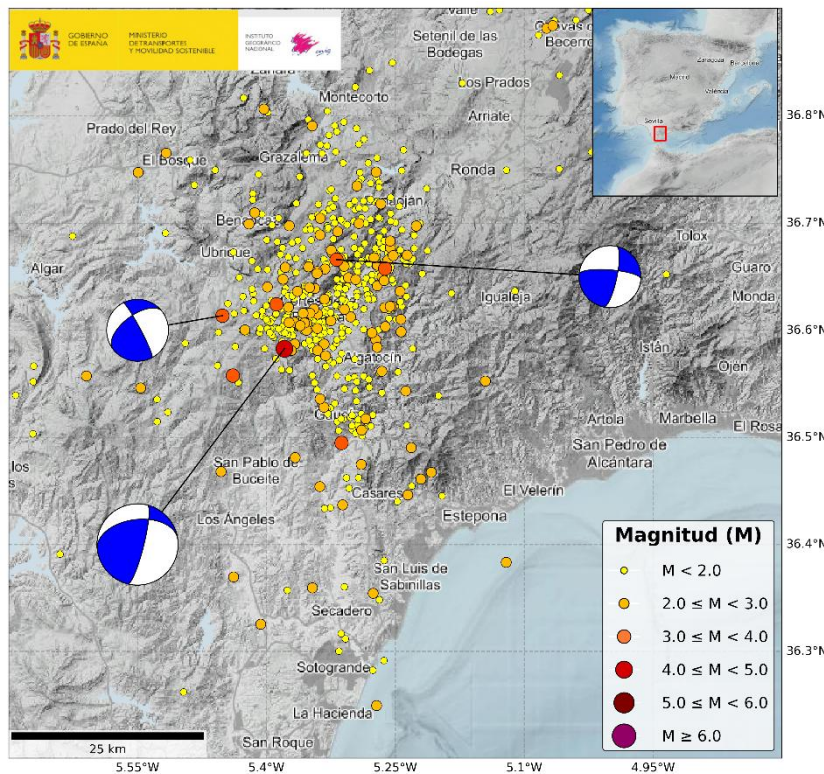 GOBIERNO
DE ESPAÑA
MINISTERIO
DE TRANSPORTES
Y MOVILIDAD SOSTENIBLE
INSTITUTO
GEOGRÁFICO
NACIONAL
Setenil de las
Bodegas
Becerro
Montecorto
Los Prados
Arriate
Prado del Rey
El Bosque
Grazalema
Ronda
Ubrique
Algar
Igualeja
Tolox
Guaro
Monda
Istán
Ojén
Algatocín
Artola
Marbella
El Rosa
San Pedro de
Alcántara
San Pablo de
Buceite
Casares
El Velerín
Los Ángeles
Estepona
San Luis de
Sabinillas
Secadero
Sotogrande
La Hacienda
San Roque
25 km
Zaragoza
Barcelona
Madrid
València
Sevilla
36.8°N
36.7°N
36.6°N
36.5°N
36.4°N
36.3°N
5.55°W
5.4°W
5.25°W
5.1°W
4.95°W
Magnitud (M)
M < 2.0
2.0 ≤ M < 3.0
3.0 ≤ M < 4.0
4.0 ≤ M < 5.0
5.0 ≤ M < 6.0
M ≥ 6.0